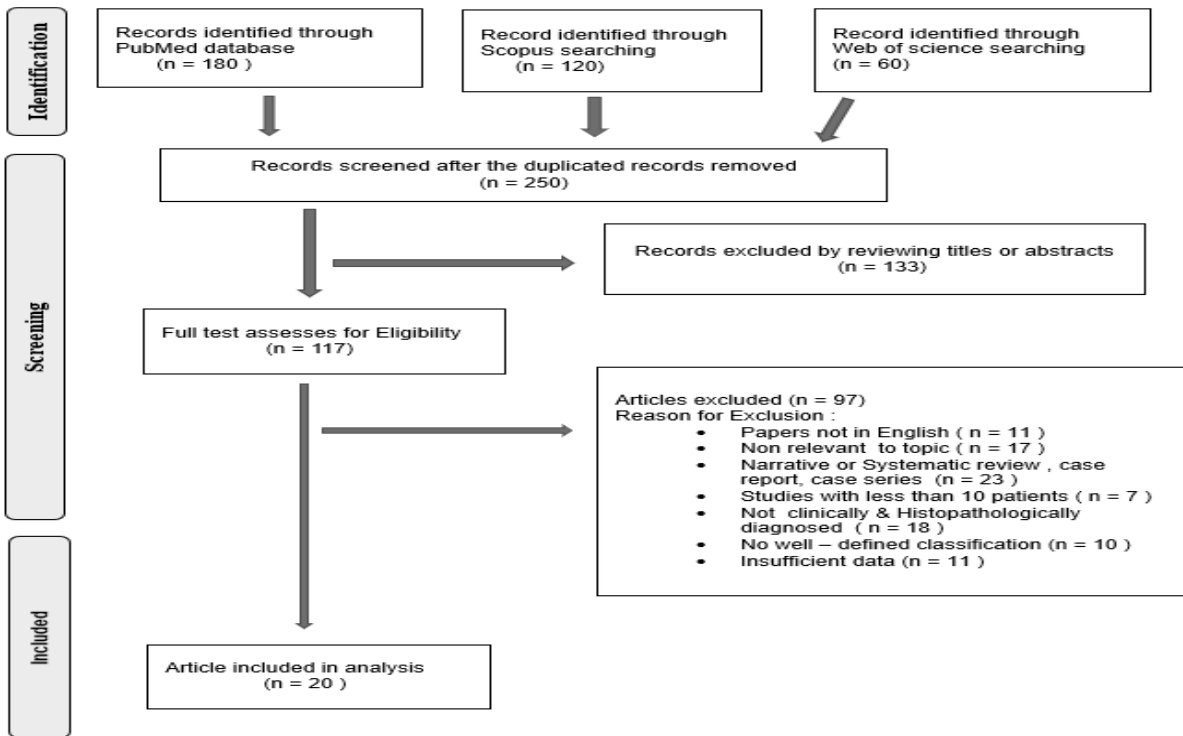 Identification
Records identified through
PubMed database
(n = 180 )
Record identified through
Scopus searching
(n = 120)
Record identified through
Web of science searching
(n = 60)
Screening
Records screened after the duplicated records removed
(n = 250)
Records excluded by reviewing titles or abstracts
(n = 133)
Full test assesses for Eligibility
(n = 117)
Articles excluded (n = 97)
Reason for Exclusion :
• Papers not in English ( n = 11 )
• Non relevant to topic ( n = 17 )
• Narrative or Systematic review , case
report, case series (n = 23 )
• Studies with less than 10 patients ( n = 7 )
• Not clinically & Histopathologically
diagnosed ( n = 18 )
• No well – defined classification (n = 10 )
• Insufficient data (n = 11 )
Included
Article included in analysis
(n = 20 )